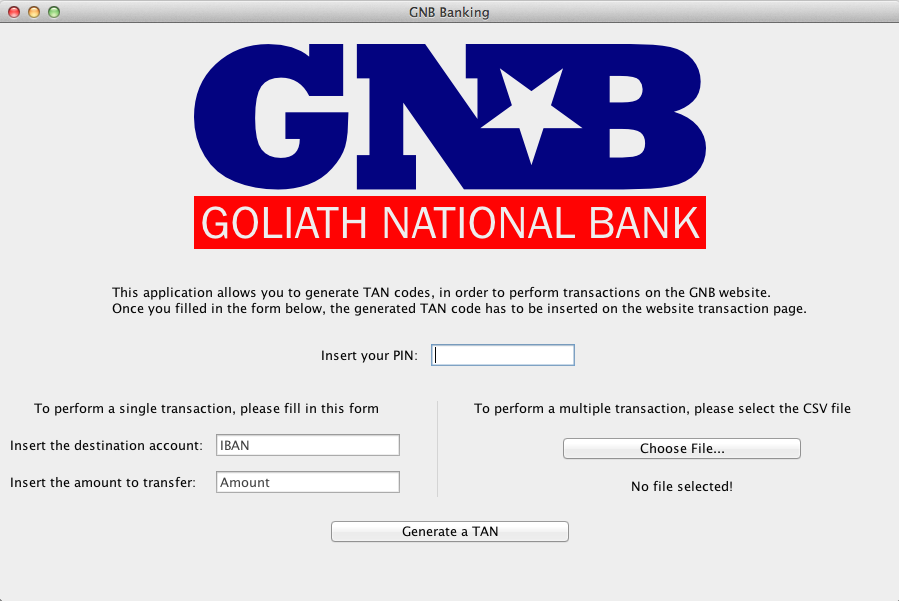 GNB Banking
GNB
GOLIATH NATIONAL BANK
This application allows you to generate TAN codes, in order to perform transactions on the GNB website.
Once you filled in the form below, the generated TAN code has to be inserted on the website transaction page.
Insert your PIN:
To perform a single transaction, please fill in this form
Insert the destination account: IBAN
Insert the amount to transfer: Amount
To perform a multiple transaction, please select the CSV file
Choose File...
No file selected!
Generate a TAN